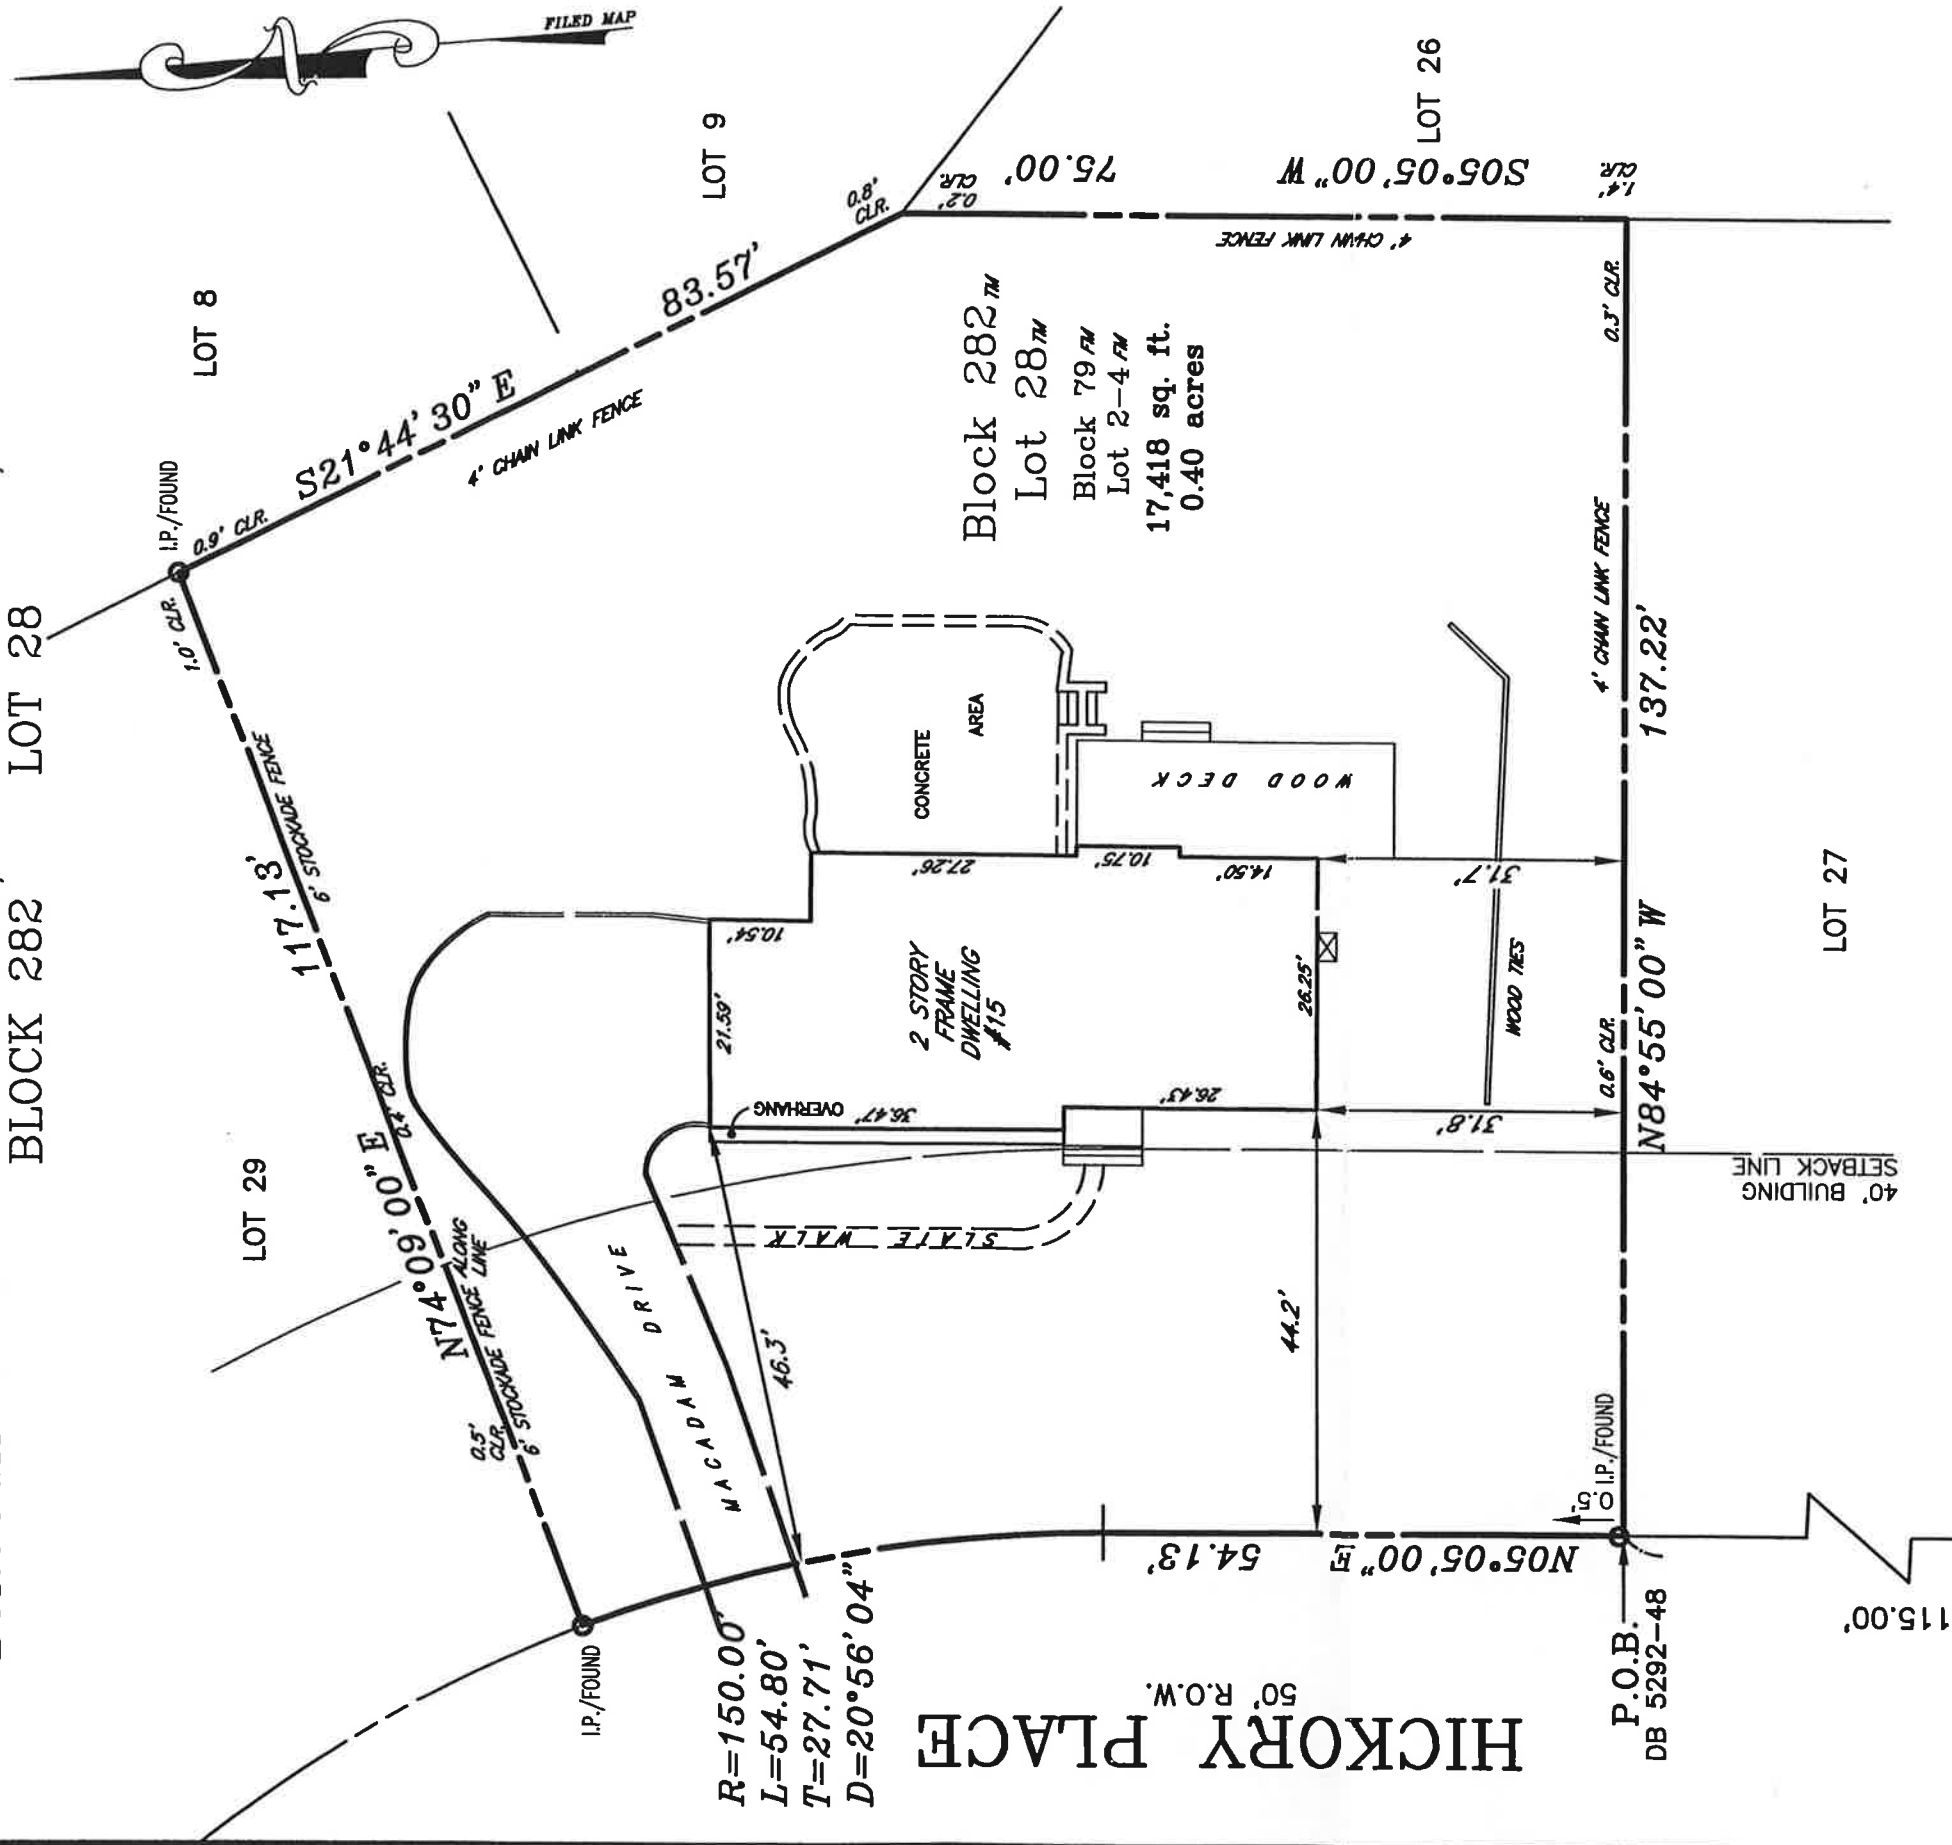 BLOCK 282, LOT 28
FILED MAP
LOT 8
LOT 9
LOT 26
LOT 29
LOT 27
I.P./FOUND
0.9' CLR.
1.0' CLR.
S21°44'30" E
83.57'
4' CHAIN LINK FENCE
0.8'
CLR.
0.2'
CLR.
75.00'
S05°05'00" W
4' CHAIN LINK FENCE
1.4'
CLR.
0.3' CLR.
Block 282 TM
Lot 28 TM
Block 79 FM
Lot 2-4 FM
17,418 sq. ft.
0.40 acres
117.13'
6' STOCKADE FENCE
N74°09'00" E
0.4' CLR.
6' STOCKADE FENCE ALONG
LINE
0.5'
CLR.
CONCRETE
AREA
WOOD DECK
4' CHAIN LINK FENCE
137.22'
N84°55'00" W
0.6' CLR.
WOOD TIES
31.7'
31.8'
27.26'
10.75'
14.50'
10.54'
21.59'
26.25'
2 STORY
FRAME
DWELLING
#15
OVERHANG
36.47'
26.43'
SLATE WALK
MACADAM DRIVE
46.3'
44.2'
40' BUILDING
SETBACK LINE
I.P./FOUND
R=150.00'
L=54.80'
T=27.71'
D=20°56'04"
54.13'
N05°05'00" E
0.5'
I.P./FOUND
HICKORY PLACE
50' R.O.W.
P.O.B.
DB 5292-48
115.00'